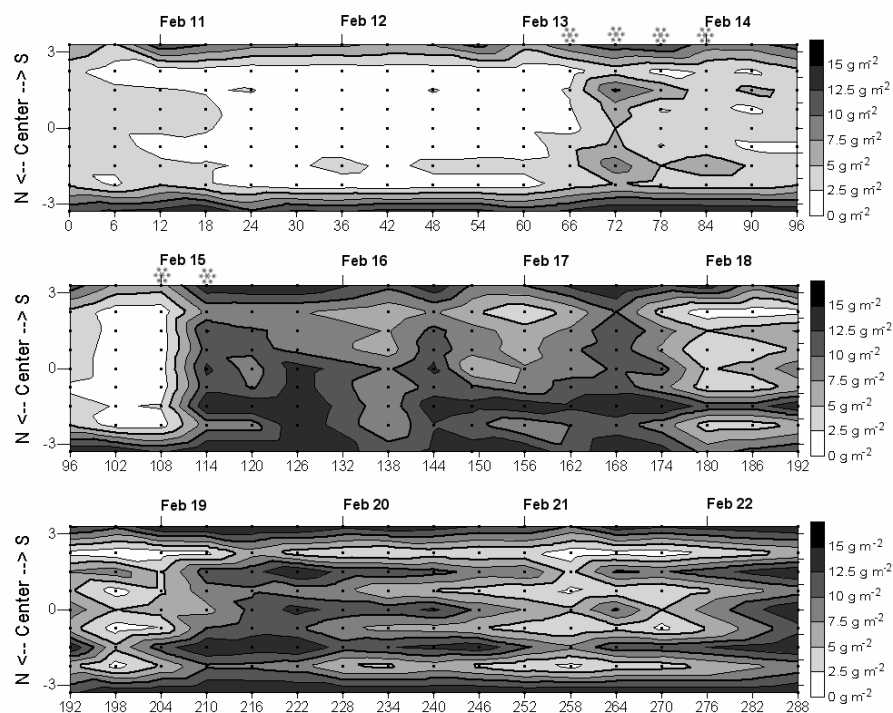 Feb 11 Feb 12 Feb 13 Feb 14
3
0
-3
N <-- Center --> S
0 6 12 18 24 30 36 42 48 54 60 66 72 78 84 90 96
15 g m-2
12.5 g m-2
10 g m-2
7.5 g m-2
5 g m-2
2.5 g m-2
0 g m-2
Feb 15 Feb 16 Feb 17 Feb 18
3
0
-3
N <-- Center --> S
96 102 108 114 120 126 132 138 144 150 156 162 168 174 180 186 192
15 g m-2
12.5 g m-2
10 g m-2
7.5 g m-2
5 g m-2
2.5 g m-2
0 g m-2
Feb 19 Feb 20 Feb 21 Feb 22
3
0
-3
N <-- Center --> S
192 198 204 210 216 222 228 234 240 246 252 258 264 270 276 282 288
15 g m-2
12.5 g m-2
10 g m-2
7.5 g m-2
5 g m-2
2.5 g m-2
0 g m-2